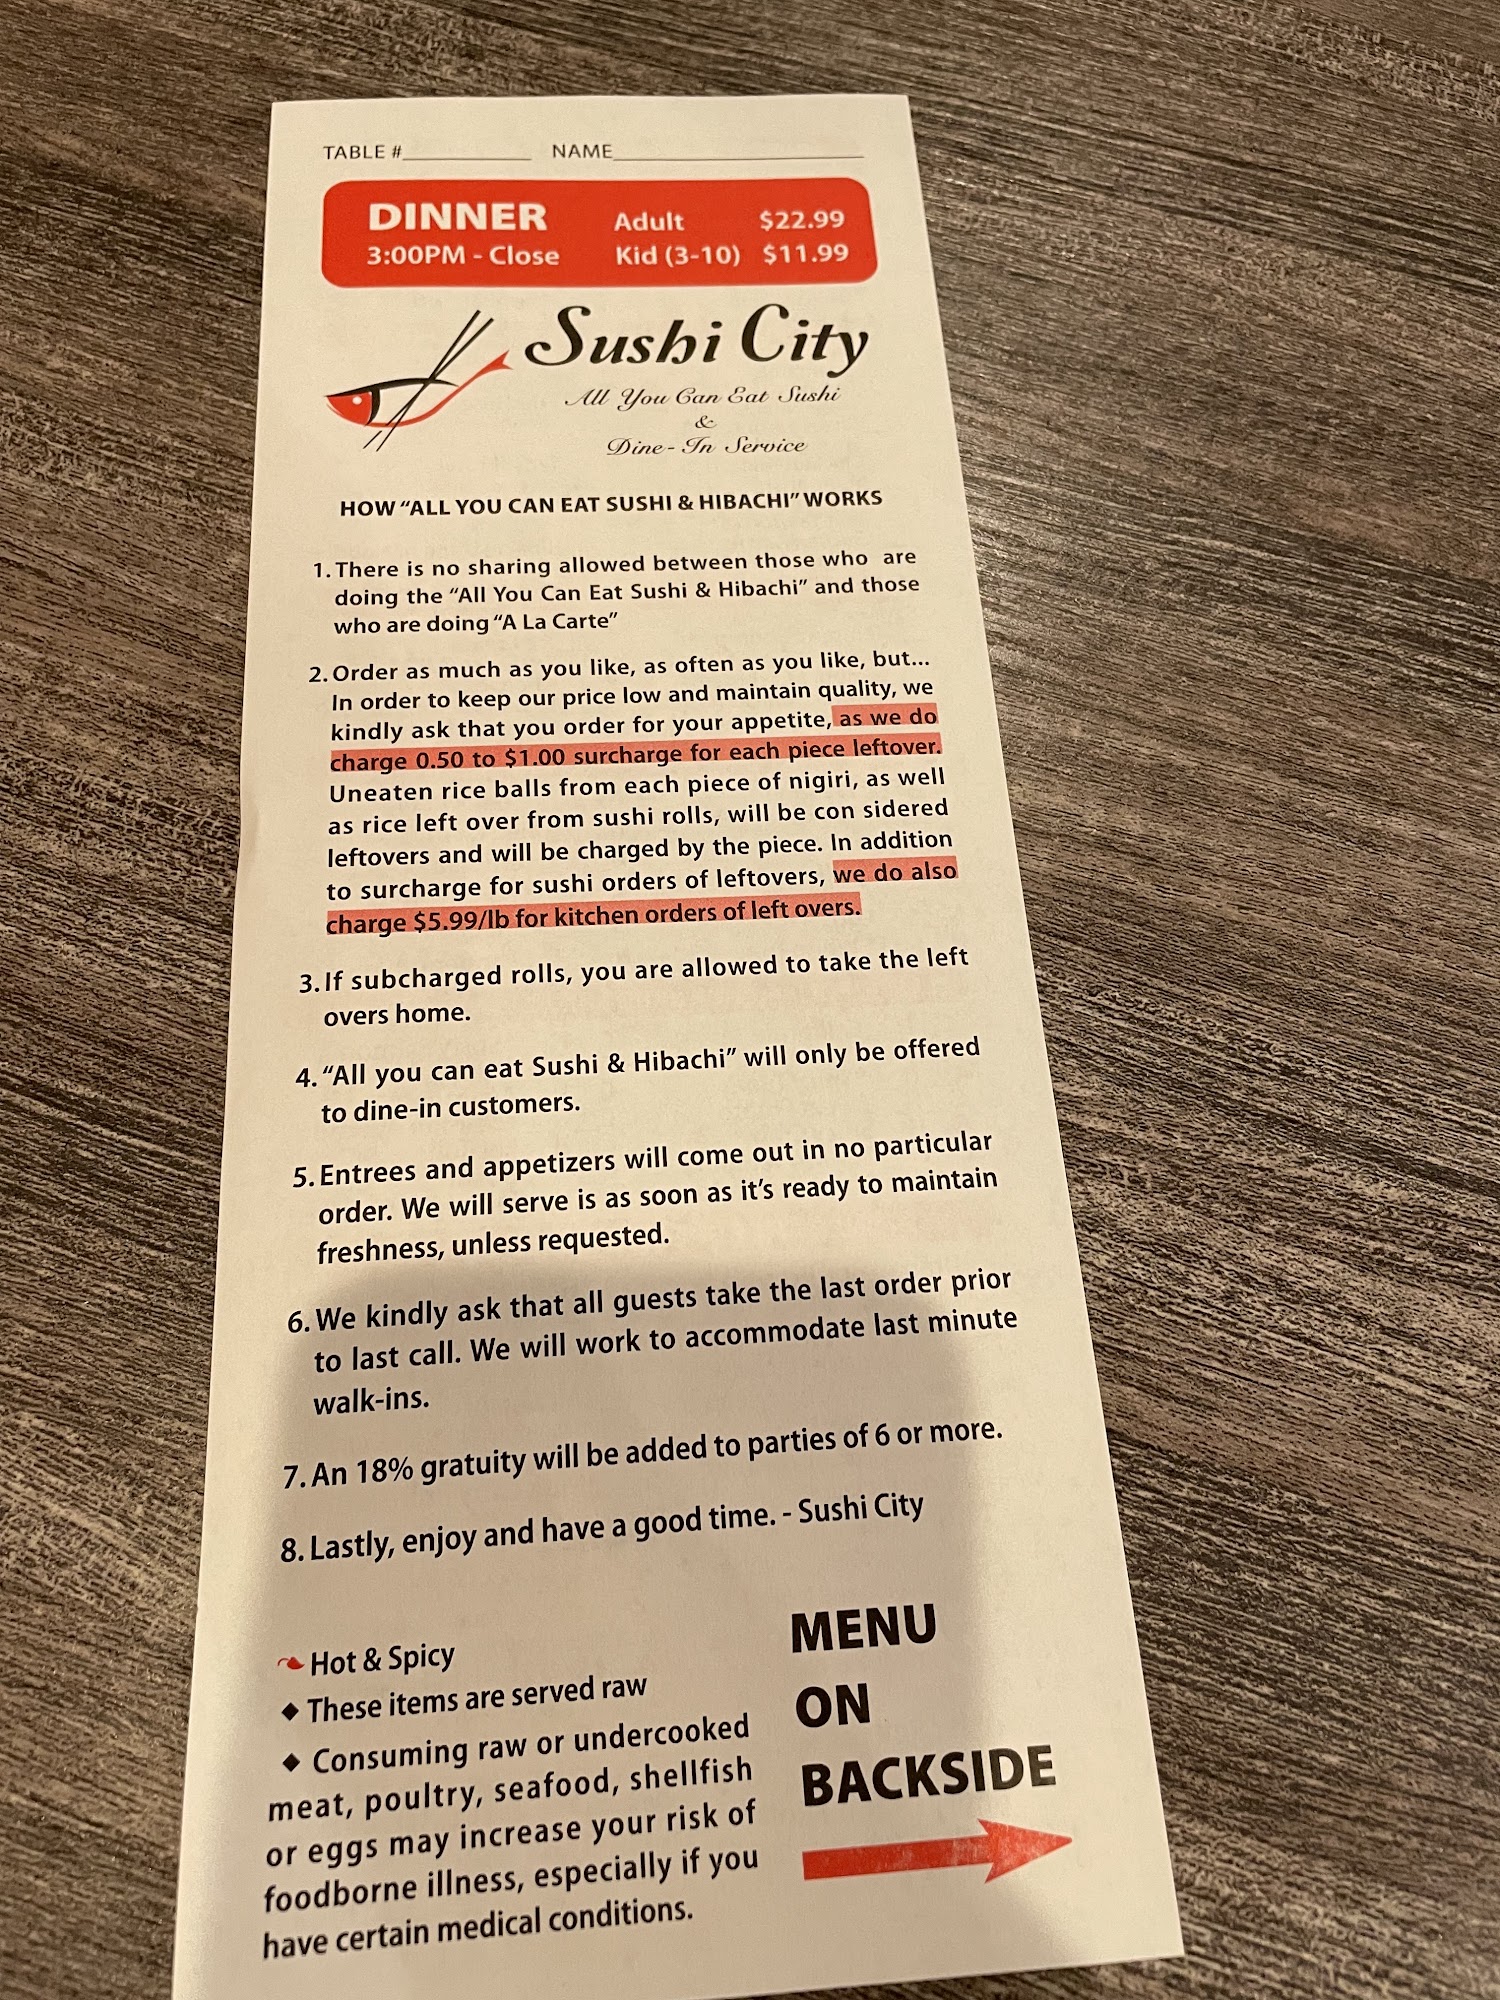 TABLE #__________ NAME____________________
DINNER Adult $22.99
3:00PM - Close Kid (3-10) $11.99
Sushi City
All You Can Eat Sushi
&
Dine-In Service
HOW “ALL YOU CAN EAT SUSHI & HIBACHI” WORKS
1. There is no sharing allowed between those who are
doing the “All You Can Eat Sushi & Hibachi” and those
who are doing “A La Carte”
2. Order as much as you like, as often as you like, but...
In order to keep our price low and maintain quality, we
kindly ask that you order for your appetite, as we do
charge 0.50 to $1.00 surcharge for each piece leftover.
Uneaten rice balls from each piece of nigiri, as well
as rice left over from sushi rolls, will be con sidered
leftovers and will be charged by the piece. In addition
to surcharge for sushi orders of leftovers, we do also
charge $5.99/lb for kitchen orders of left overs.
3. If subcharged rolls, you are allowed to take the left
overs home.
4. “All you can eat Sushi & Hibachi” will only be offered
to dine-in customers.
5. Entrees and appetizers will come out in no particular
order. We will serve is as soon as it’s ready to maintain
freshness, unless requested.
6. We kindly ask that all guests take the last order prior
to last call. We will work to accommodate last minute
walk-ins.
7. An 18% gratuity will be added to parties of 6 or more.
8. Lastly, enjoy and have a good time. - Sushi City
Hot & Spicy
◆ These items are served raw
◆ Consuming raw or undercooked
meat, poultry, seafood, shellfish
or eggs may increase your risk of
foodborne illness, especially if you
have certain medical conditions.
MENU
ON
BACKSIDE